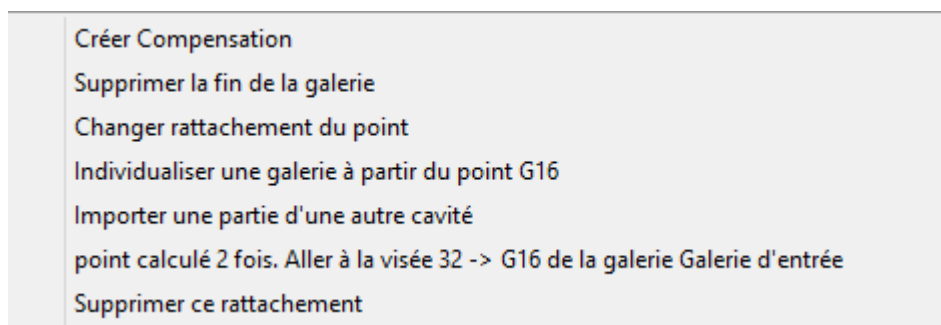 Créer Compensation
Supprimer la fin de la galerie
Changer rattachement du point
Individualiser une galerie à partir du point G16
Importer une partie d'une autre cavité
point calculé 2 fois. Aller à la visée 32 -> G16 de la galerie Galerie d'entrée
Supprimer ce rattachement